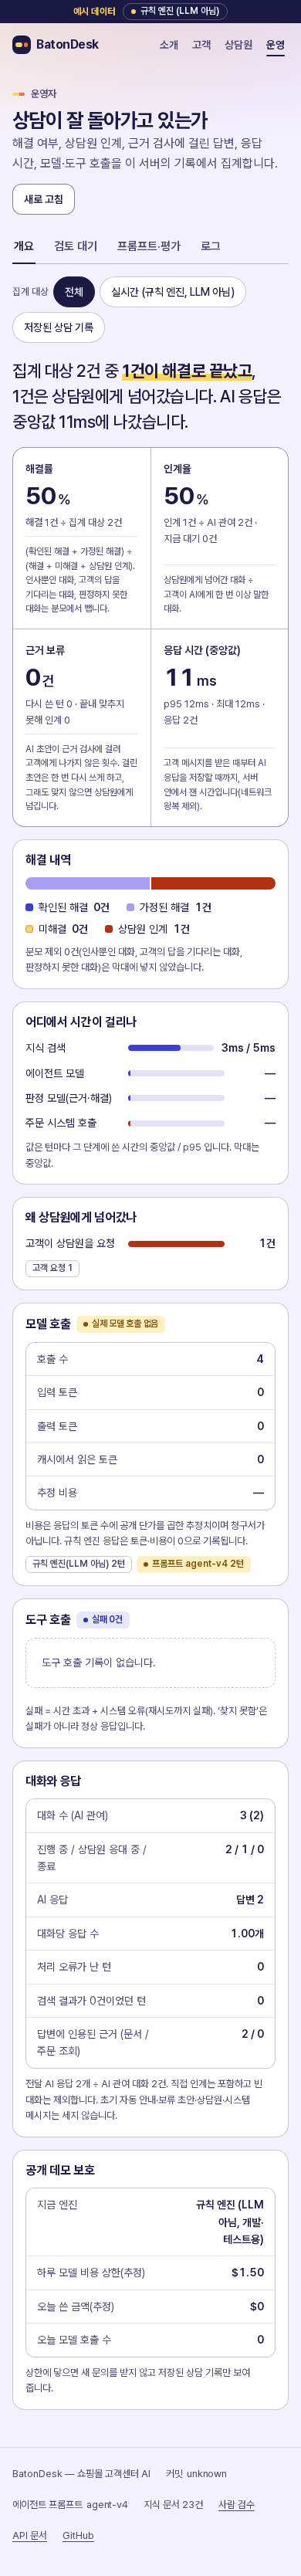 예시 데이터 규칙 엔진 (LLM 아님)
BatonDesk 소개 고객 상담원 운영
운영자
상담이 잘 돌아가고 있는가
해결 여부, 상담원 인계, 근거 검사에 걸린 답변, 응답
시간, 모델·도구 호출을 이 서버의 기록에서 집계합니다.
새로 고침
개요 검토 대기 프롬프트·평가 로그
집계 대상 전체 실시간 (규칙 엔진, LLM 아님)
저장된 상담 기록
집계 대상 2건 중 1건이 해결로 끝났고,
1건은 상담원에게 넘어갔습니다. AI 응답은
중앙값 11ms에 나갔습니다.
해결률
50%
해결 1건 ÷ 집계 대상 2건
(확인된 해결 + 가정된 해결) ÷
(해결 + 미해결 + 상담원 인계).
인사뿐인 대화, 고객의 답을
기다리는 대화, 판정하지 못한
대화는 분모에서 뺍니다.
인계율
50%
인계 1건 ÷ AI 관여 2건 ·
지금 대기 0건
상담원에게 넘어간 대화 ÷
고객이 AI에게 한 번 이상 말한
대화.
근거 보류
0건
다시 쓴 턴 0 · 끝내 맞추지
못해 인계 0
AI 초안이 근거 검사에 걸려
고객에게 나가지 않은 횟수. 걸린
초안은 한 번 다시 쓰게 하고,
그래도 맞지 않으면 상담원에게
넘깁니다.
응답 시간 (중앙값)
11ms
p95 12ms · 최대 12ms ·
응답 2건
고객 메시지를 받은 때부터 AI
응답을 저장할 때까지, 서버
안에서 잰 시간입니다(네트워크
왕복 제외).
해결 내역
확인된 해결 0건 가정된 해결 1건
미해결 0건 상담원 인계 1건
분모 제외 0건(인사뿐인 대화, 고객의 답을 기다리는 대화,
판정하지 못한 대화)은 막대에 넣지 않았습니다.
어디에서 시간이 걸리나
지식 검색 3ms / 5ms
에이전트 모델 —
판정 모델(근거·해결) —
주문 시스템 호출 —
값은 턴마다 그 단계에 쓴 시간의 중앙값 / p95 입니다. 막대는
중앙값.
왜 상담원에게 넘어갔나
고객이 상담원을 요청 1건
고객 요청 1
모델 호출 실제 모델 호출 없음
호출 수 4
입력 토큰 0
출력 토큰 0
캐시에서 읽은 토큰 0
추정 비용 —
비용은 응답의 토큰 수에 공개 단가를 곱한 추정치이며 청구서가
아닙니다. 규칙 엔진 응답은 토큰·비용이 0으로 기록됩니다.
규칙 엔진(LLM 아님) 2턴 프롬프트 agent-v4 2턴
도구 호출 실패 0건
도구 호출 기록이 없습니다.
실패 = 시간 초과 + 시스템 오류(재시도까지 실패). ‘찾지 못함’은
실패가 아니라 정상 응답입니다.
대화와 응답
대화 수 (AI 관여) 3 (2)
진행 중 / 상담원 응대 중 / 2 / 1 / 0
종료
AI 응답 답변 2
대화당 응답 수 1.00개
처리 오류가 난 턴 0
검색 결과가 0건이었던 턴 0
답변에 인용된 근거 (문서 / 2 / 0
주문 조회)
전달 AI 응답 2개 ÷ AI 관여 대화 2건. 직접 인계는 포함하고 빈
대화는 제외합니다. 초기 자동 안내·보류 초안·상담원·시스템
메시지는 세지 않습니다.
공개 데모 보호
지금 엔진 규칙 엔진 (LLM
아님, 개발·
테스트용)
하루 모델 비용 상한(추정) $1.50
오늘 쓴 금액(추정) $0
오늘 모델 호출 수 0
상한에 닿으면 새 문의를 받지 않고 저장된 상담 기록만 보여
줍니다.
BatonDesk — 쇼핑몰 고객센터 AI 커밋 unknown
에이전트 프롬프트 agent-v4 지식 문서 23건 사람 검수
API 문서 GitHub